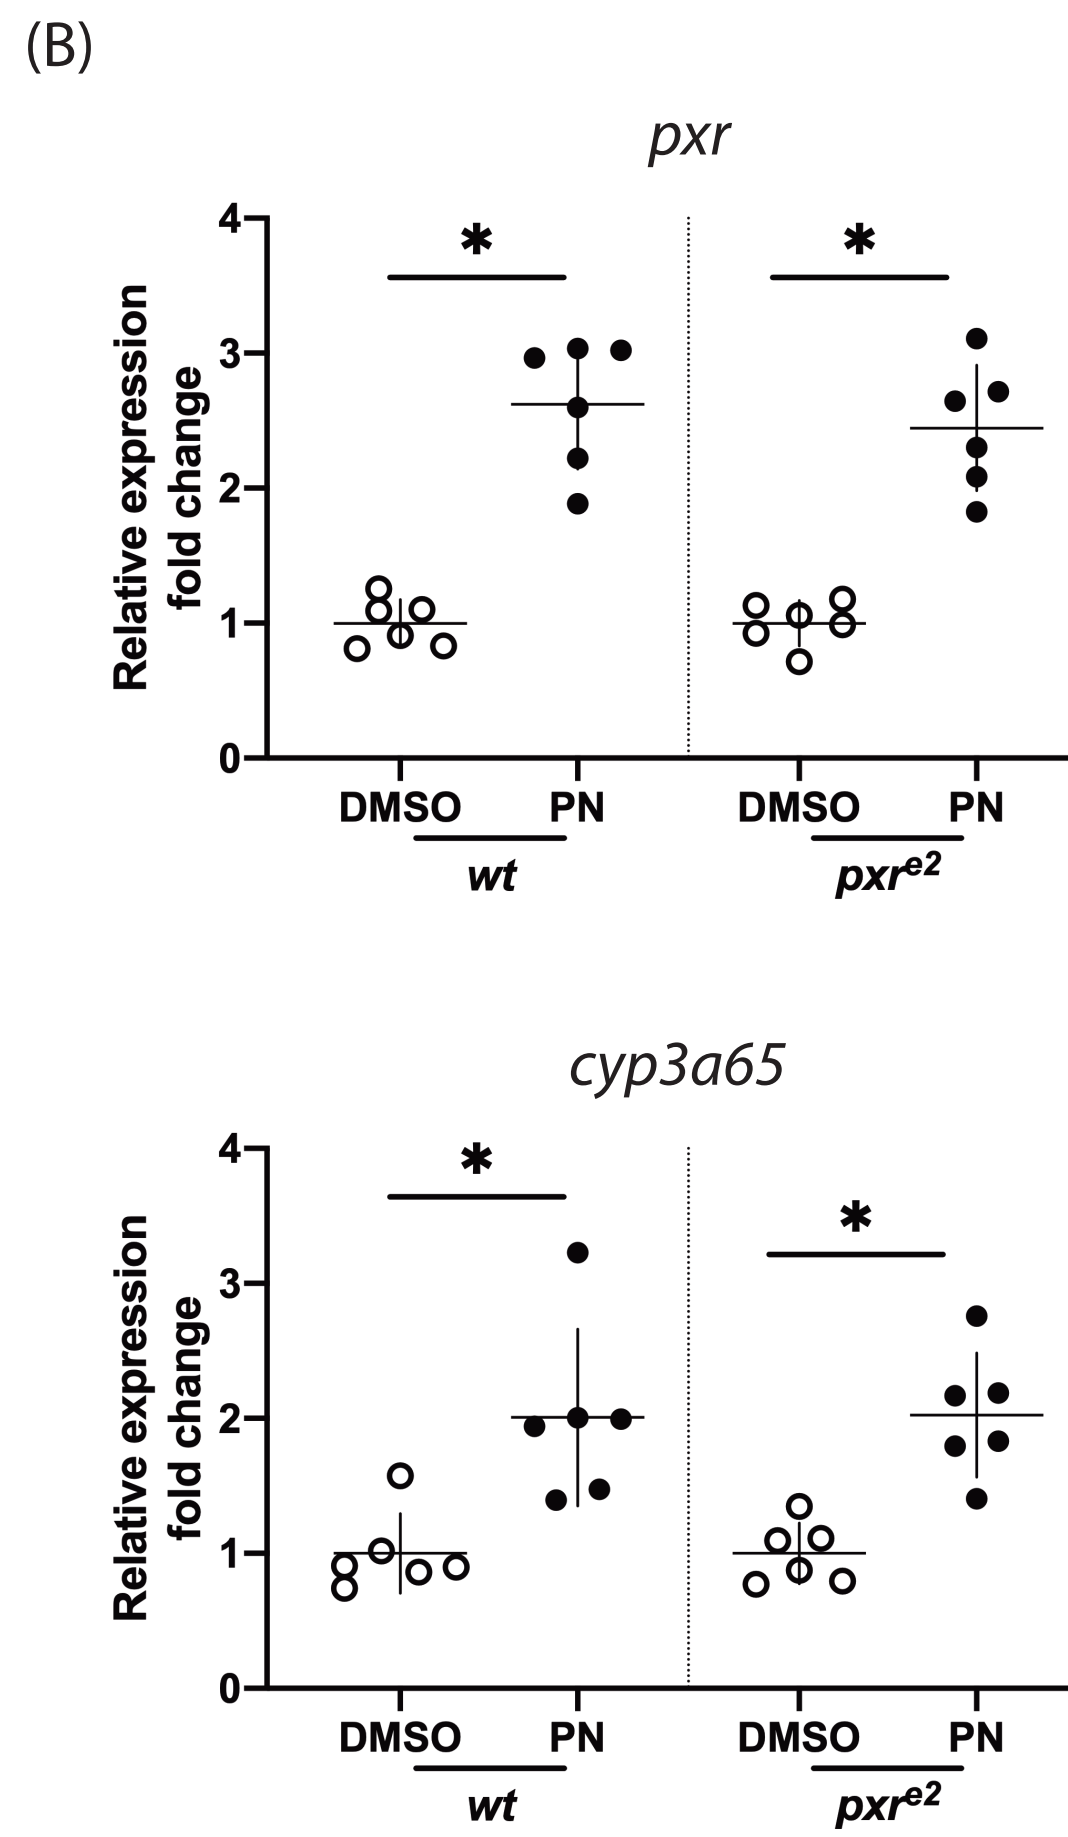 (B)
pxr
Relative expression
fold change
4
*
*
3
2
1
0
DMSO PN DMSO PN
wt pxrᵉ²
cyp3a65
Relative expression
fold change
4
*
*
3
2
1
0
DMSO PN DMSO PN
wt pxrᵉ²